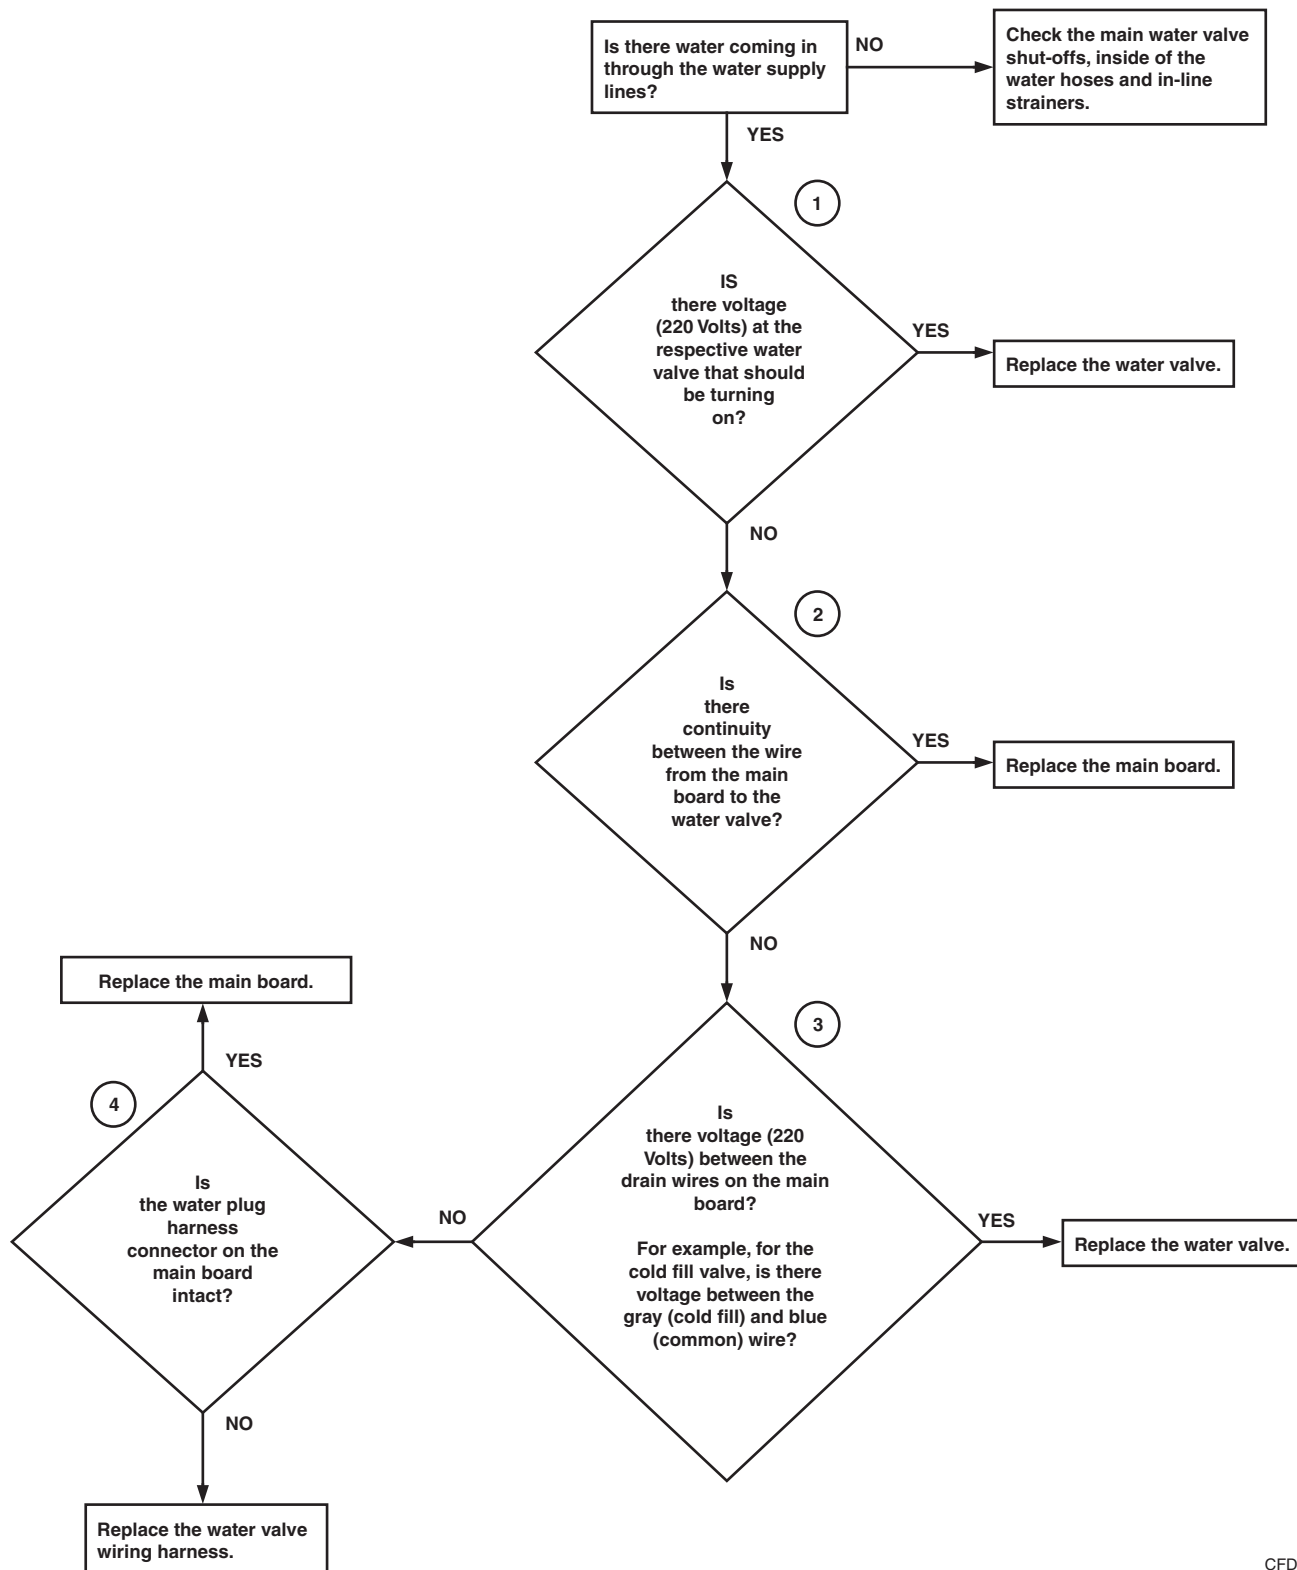 Is there water coming in
through the water supply
lines?
NO
Check the main water valve
shut-offs, inside of the
water hoses and in-line
strainers.
YES
1
IS
there voltage
(220 Volts) at the
respective water
valve that should
be turning
on?
YES
Replace the water valve.
NO
2
Is
there
continuity
between the wire
from the main
board to the
water valve?
YES
Replace the main board.
NO
3
Is
there voltage (220
Volts) between the
drain wires on the main
board?
For example, for the
cold fill valve, is there
voltage between the
gray (cold fill) and blue
(common) wire?
YES
Replace the water valve.
NO
4
Is
the water plug
harness
connector on the
main board
intact?
YES
Replace the main board.
NO
Replace the water valve
wiring harness.
CFD